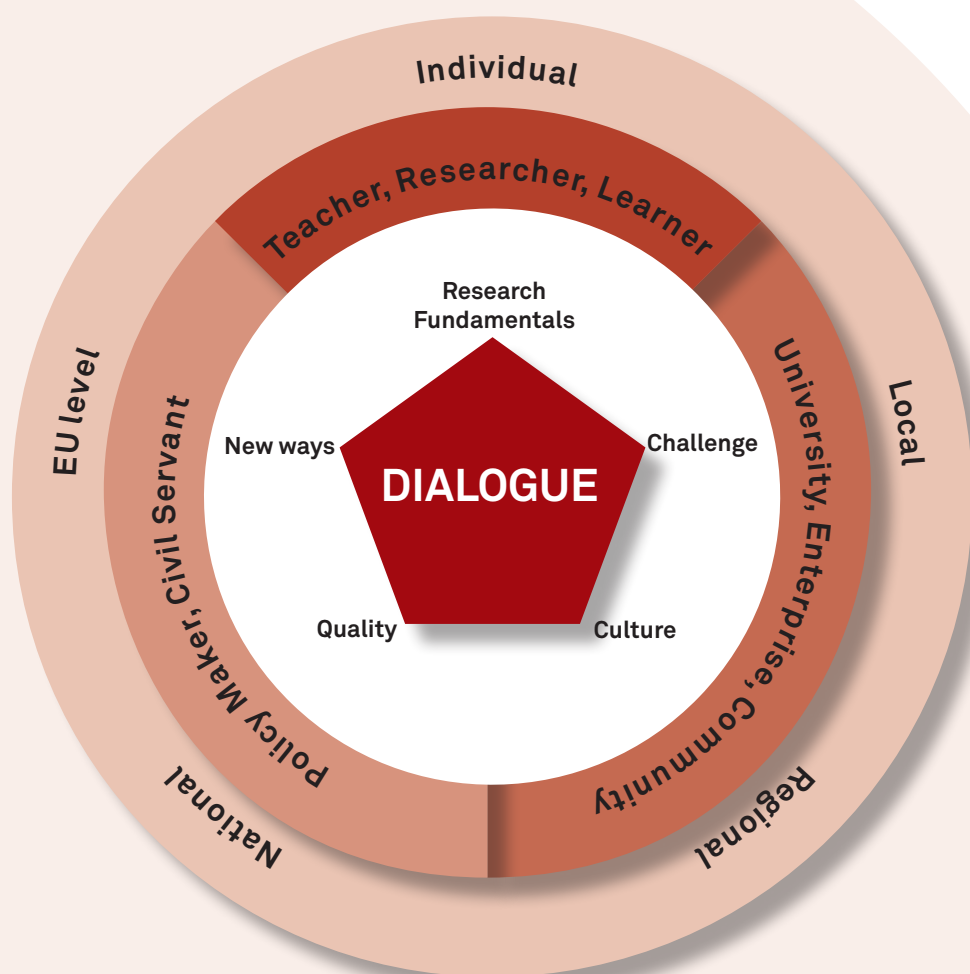 Individual
Teacher, Researcher, Learner
Research
Fundamentals
EU level
Local
University, Enterprise, Community
Policy Maker, Civil Servant
New ways
Challenge
DIALOGUE
Quality
Culture
National
Regional